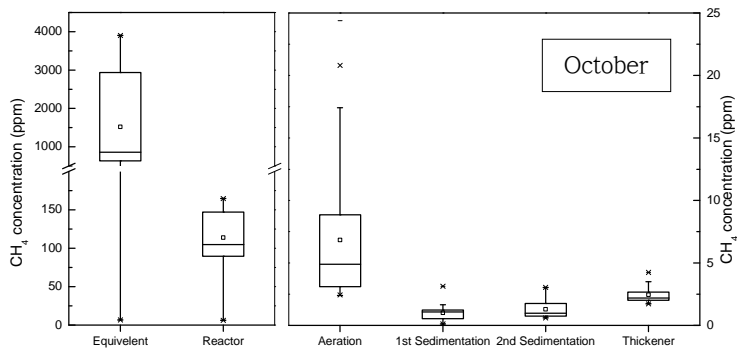 4000
3000
2000
1000
150
100
50
0
CH₄ concentration (ppm)
Equivelent
Reactor
October
25
20
15
10
5
0
CH₄ concentration (ppm)
Aeration
1st Sedimentation
2nd Sedimentation
Thickener